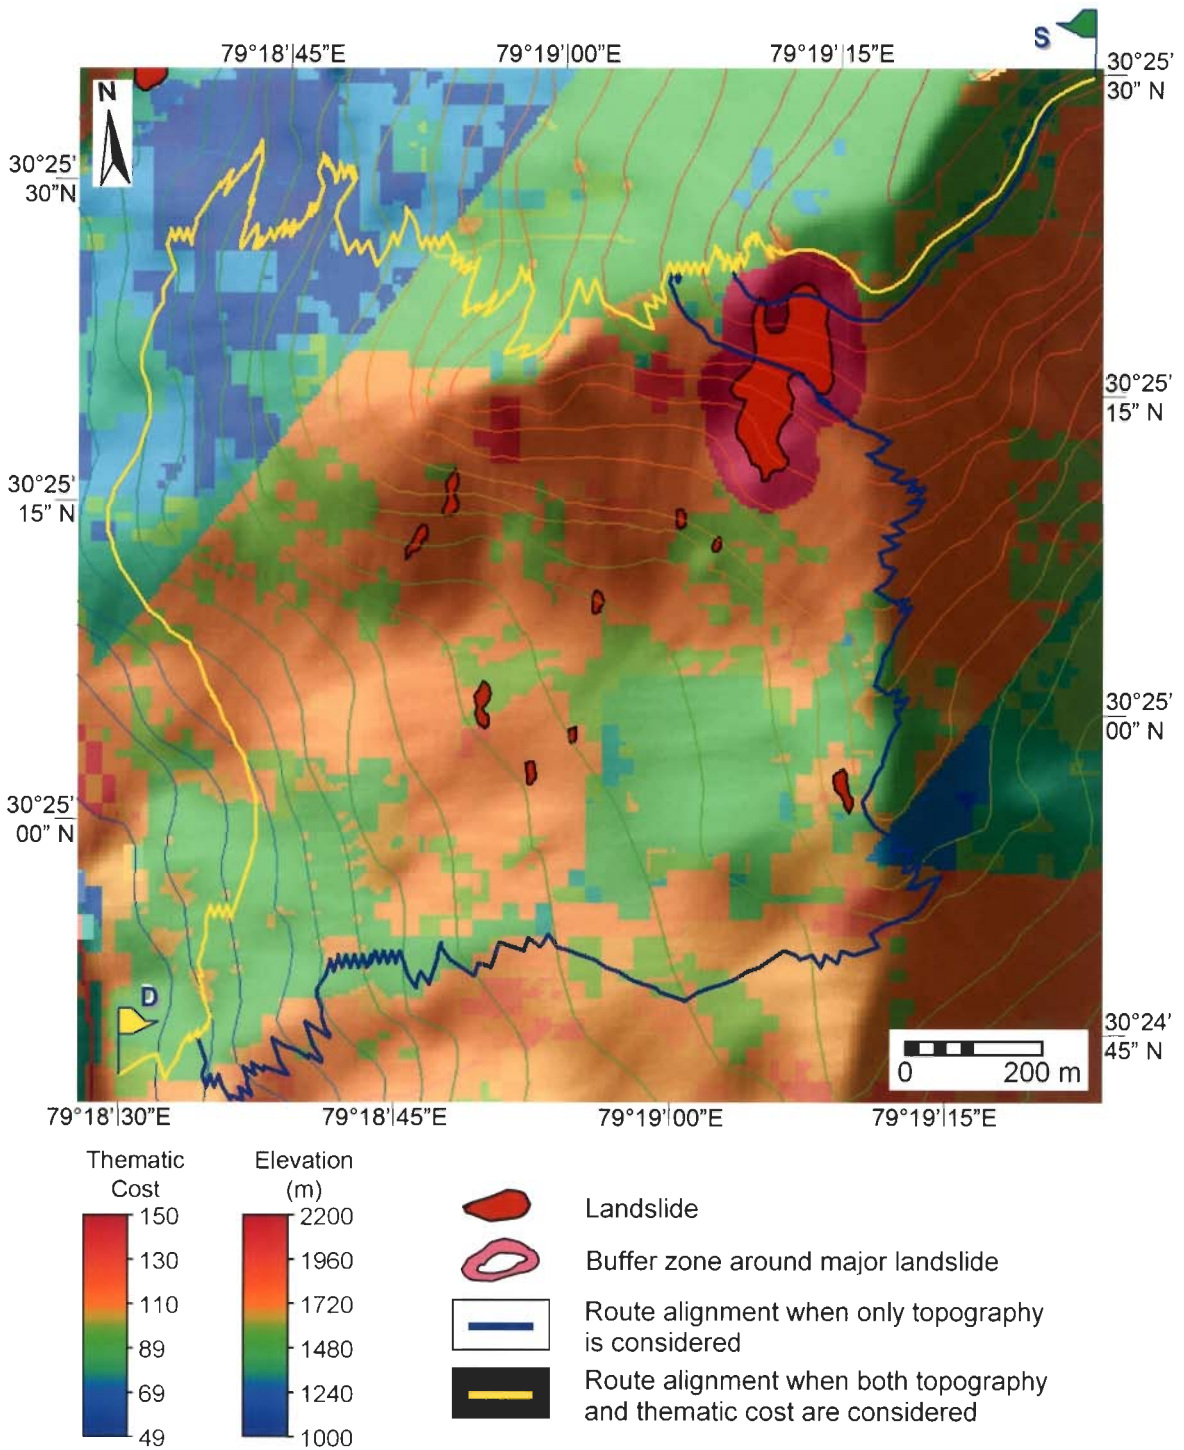 S
79°18'45"E 79°19'00"E 79°19'15"E
30°25'
30" N
N
30°25'
30"N
30°25'
15" N
30°25'
15" N
30°25'
00" N
30°25'
00" N
D
30°24'
45" N
0 200 m
79°18'30"E 79°18'45"E 79°19'00"E 79°19'15"E
Thematic
Cost
150
130
110
89
69
49
Elevation
(m)
2200
1960
1720
1480
1240
1000
Landslide
Buffer zone around major landslide
Route alignment when only topography
is considered
Route alignment when both topography
and thematic cost are considered